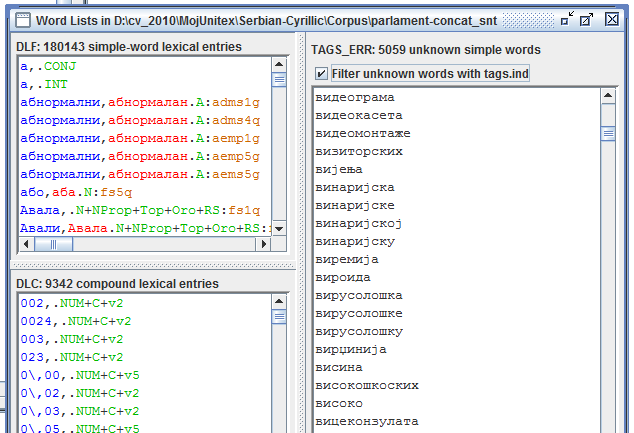 Word Lists in D:\cv_2010\MojUnitex\Serbian-Cyrillic\Corpus\parlament-concat_snt
DLF: 180143 simple-word lexical entries
а,.CONJ
а,.INT
абнормални,абнормалан.A:adms1g
абнормални,абнормалан.A:adms4q
абнормални,абнормалан.A:aemp1g
абнормални,абнормалан.A:aemp5g
абнормални,абнормалан.A:aems5g
або,аба.N:fs5q
Авала,.N+NProp+Top+Oro+RS:fs1q
Авали,Авала.N+NProp+Top+Oro+RS:
DLC: 9342 compound lexical entries
002,.NUM+C+v2
0024,.NUM+C+v2
003,.NUM+C+v2
023,.NUM+C+v2
0\,00,.NUM+C+v5
0\,02,.NUM+C+v2
0\,03,.NUM+C+v2
0\,05,.NUM+C+v2
TAGS_ERR: 5059 unknown simple words
Filter unknown words with tags.ind
видеограма
видеокасета
видеомонтаже
визиторских
вијења
винаријска
винаријске
винаријској
винаријску
виремија
вироида
вирусолошка
вирусолошке
вирусолошку
вирџинија
висина
високошкоских
високо
вицеконзулата